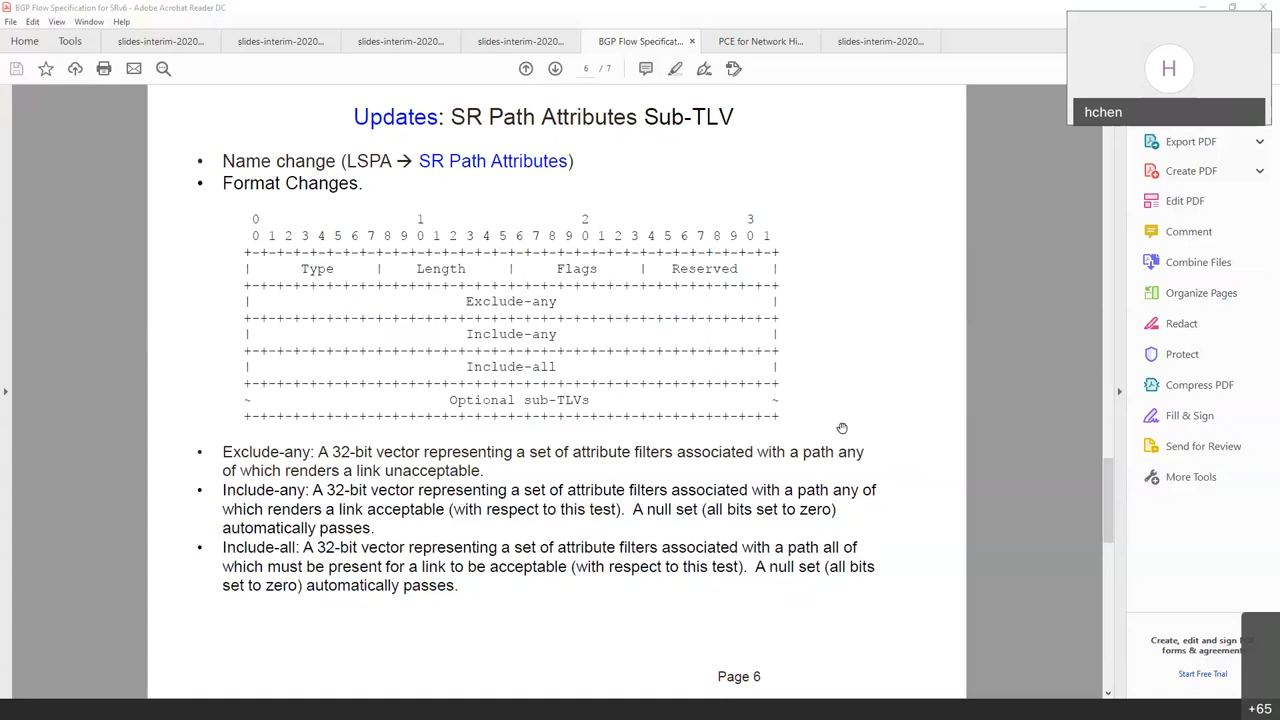 BGP Flow Specification for SRv6 - Adobe Acrobat Reader DC
File Edit View Window Help
Home Tools slides-interim-2020... slides-interim-2020... slides-interim-2020... slides-interim-2020... BGP Flow Specificat... × PCE for Network Hi... slides-interim-2020...
6 / 7
H
hchen
Export PDF
Create PDF
Edit PDF
Comment
Combine Files
Organize Pages
Redact
Protect
Compress PDF
Fill & Sign
Send for Review
More Tools
Updates: SR Path Attributes Sub-TLV
• Name change (LSPA → SR Path Attributes)
• Format Changes.
0 1 2 3
0 1 2 3 4 5 6 7 8 9 0 1 2 3 4 5 6 7 8 9 0 1 2 3 4 5 6 7 8 9 0 1
+-+-+-+-+-+-+-+-+-+-+-+-+-+-+-+-+-+-+-+-+-+-+-+-+-+-+-+-+-+-+-+-+
| Type | Length | Flags | Reserved |
+-+-+-+-+-+-+-+-+-+-+-+-+-+-+-+-+-+-+-+-+-+-+-+-+-+-+-+-+-+-+-+-+
| Exclude-any |
+-+-+-+-+-+-+-+-+-+-+-+-+-+-+-+-+-+-+-+-+-+-+-+-+-+-+-+-+-+-+-+-+
| Include-any |
+-+-+-+-+-+-+-+-+-+-+-+-+-+-+-+-+-+-+-+-+-+-+-+-+-+-+-+-+-+-+-+-+
| Include-all |
+-+-+-+-+-+-+-+-+-+-+-+-+-+-+-+-+-+-+-+-+-+-+-+-+-+-+-+-+-+-+-+-+
~ Optional sub-TLVs ~
+-+-+-+-+-+-+-+-+-+-+-+-+-+-+-+-+-+-+-+-+-+-+-+-+-+-+-+-+-+-+-+-+
• Exclude-any: A 32-bit vector representing a set of attribute filters associated with a path any
of which renders a link unacceptable.
• Include-any: A 32-bit vector representing a set of attribute filters associated with a path any of
which renders a link acceptable (with respect to this test). A null set (all bits set to zero)
automatically passes.
• Include-all: A 32-bit vector representing a set of attribute filters associated with a path all of
which must be present for a link to be acceptable (with respect to this test). A null set (all bits
set to zero) automatically passes.
Page 6
Create, edit and sign
forms & agreements
Start Free Trial
+65